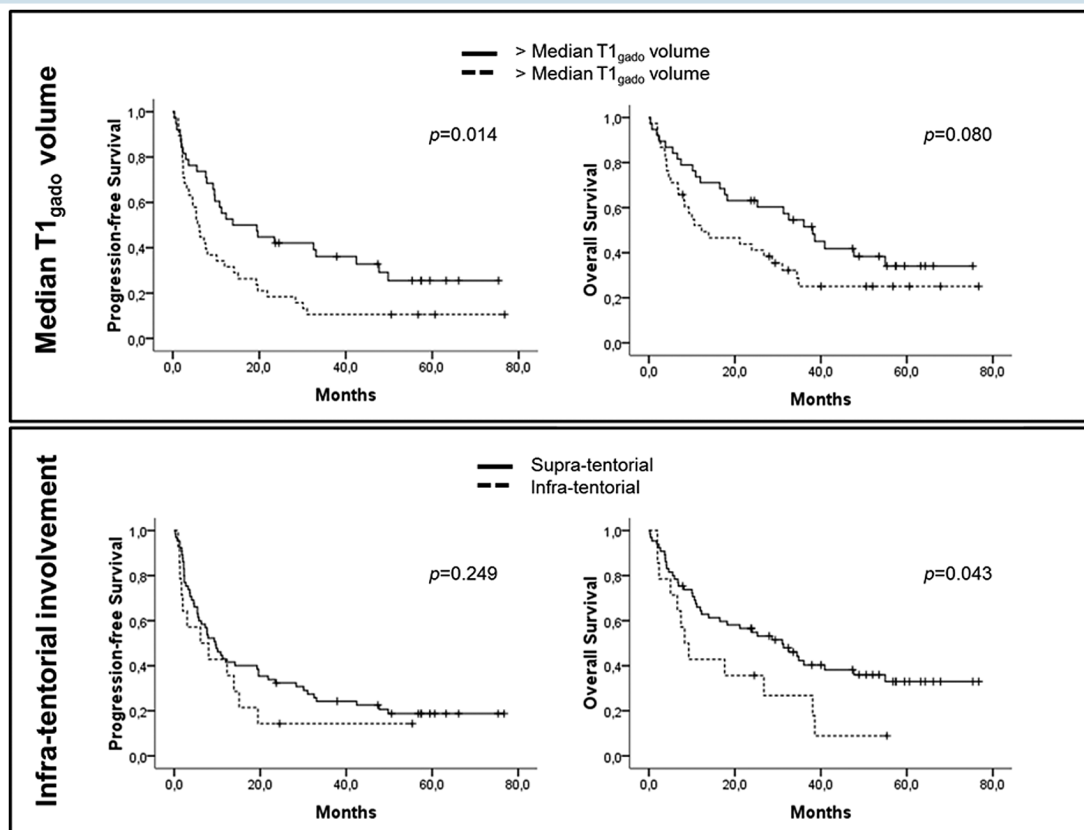 Median T1gado volume
> Median T1gado volume
> Median T1gado volume
Progression-free Survival
1,0
0,8
0,6
0,4
0,2
0,0
p=0.014
0,0 20,0 40,0 60,0 80,0
Months
Overall Survival
1,0
0,8
0,6
0,4
0,2
0,0
p=0.080
0,0 20,0 40,0 60,0 80,0
Months
Infra-tentorial involvement
Supra-tentorial
Infra-tentorial
Progression-free Survival
1,0
0,8
0,6
0,4
0,2
0,0
p=0.249
0,0 20,0 40,0 60,0 80,0
Months
Overall Survival
1,0
0,8
0,6
0,4
0,2
0,0
p=0.043
0,0 20,0 40,0 60,0 80,0
Months